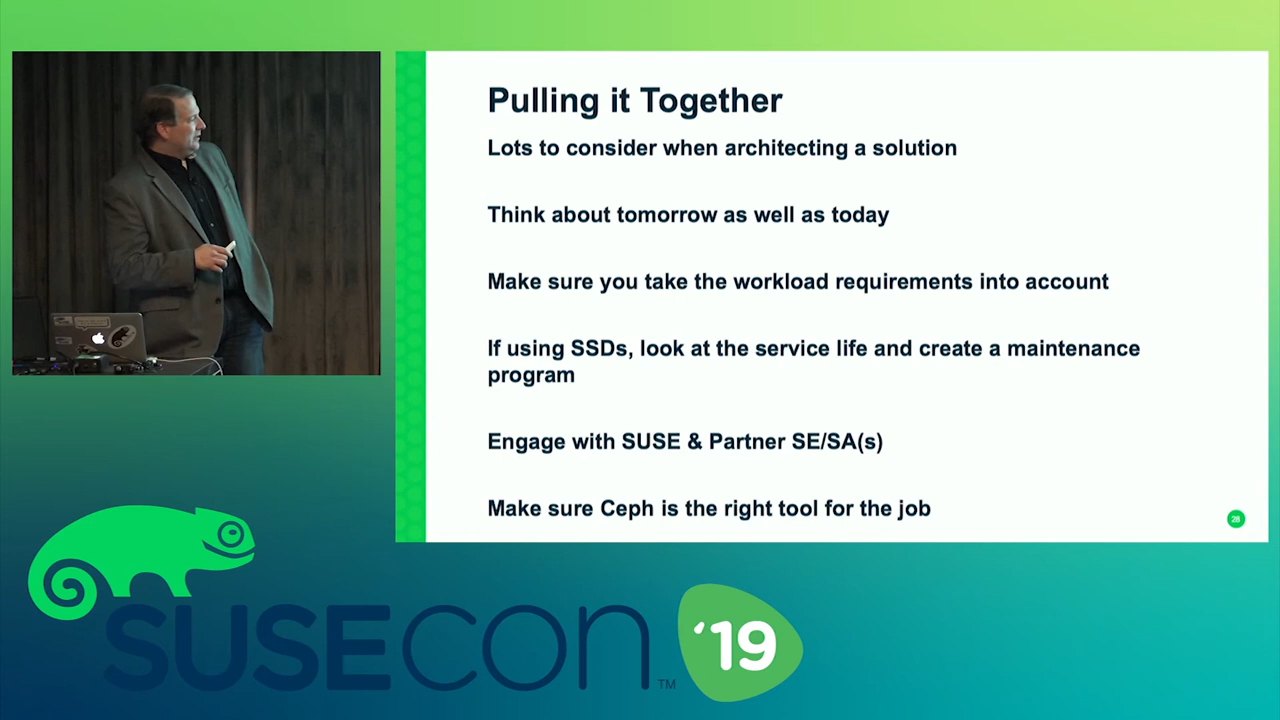 Pulling it Together
Lots to consider when architecting a solution
Think about tomorrow as well as today
Make sure you take the workload requirements into account
If using SSDs, look at the service life and create a maintenance
program
Engage with SUSE & Partner SE/SA(s)
Make sure Ceph is the right tool for the job
28
SUSECON ™ '19